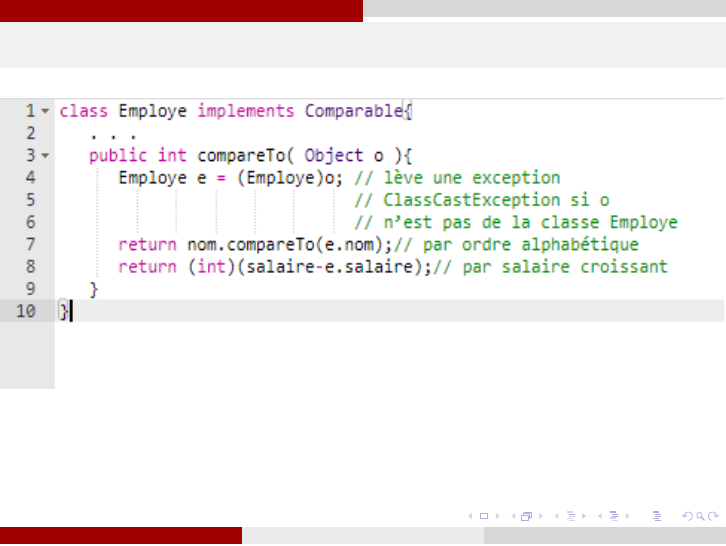 1 class Employe implements Comparable{
2 . . .
3 public int compareTo( Object o ){
4 Employe e = (Employe)o; // lève une exception
5 // ClassCastException si o
6 // n’est pas de la classe Employe
7 return nom.compareTo(e.nom);// par ordre alphabétique
8 return (int)(salaire-e.salaire);// par salaire croissant
9 }
10 }